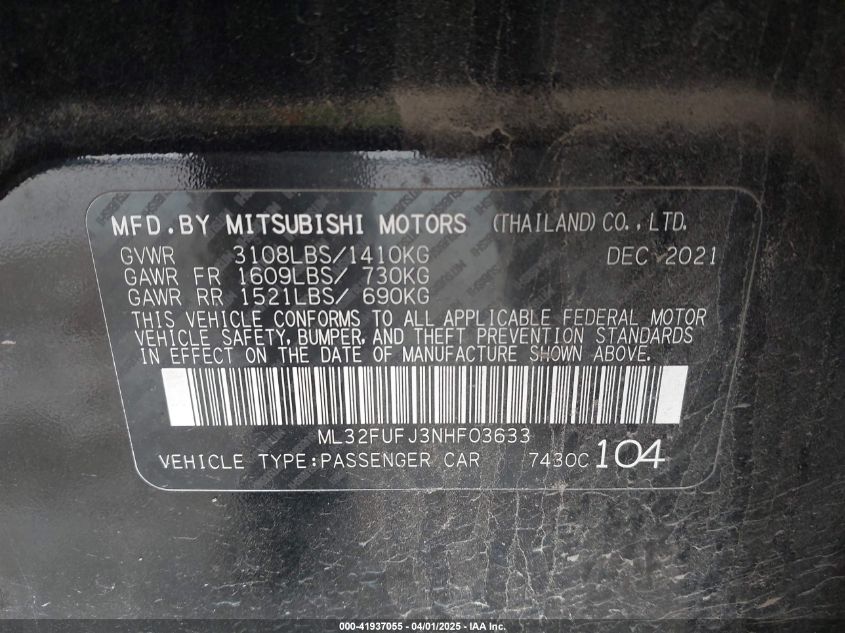 MFD.BY MITSUBISHI MOTORS (THAILAND) CO.,LTD.
GVWR 3108LBS/1410KG DEC 2021
GAWR FR 1609LBS/ 730KG
GAWR RR 1521LBS/ 690KG
THIS VEHICLE CONFORMS TO ALL APPLICABLE FEDERAL MOTOR
VEHICLE SAFETY, BUMPER, AND THEFT PREVENTION STANDARDS
IN EFFECT ON THE DATE OF MANUFACTURE SHOWN ABOVE.
ML32FUFJ3NHF03633
VEHICLE TYPE:PASSENGER CAR 7430C 104
000-41937055 - 04/01/2025 - IAA Inc.